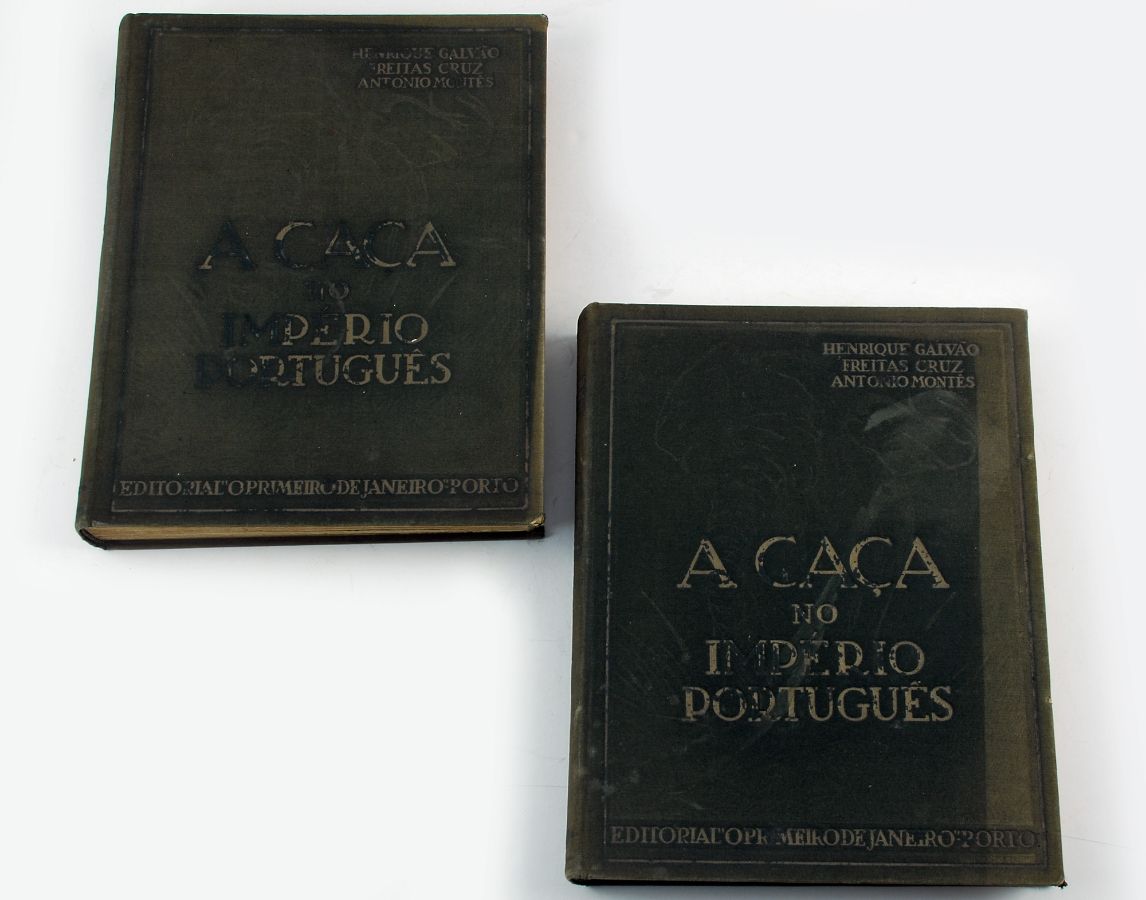 HENRIQUE GALVÃO
FREITAS CRUZ
ANTONIO MONTÊS
A CAÇA
NO
IMPÉRIO
PORTUGUÊS
EDITORIAL "O PRIMEIRO DE JANEIRO"-PORTO
HENRIQUE GALVÃO
FREITAS CRUZ
ANTONIO MONTÊS
A CAÇA
NO
IMPÉRIO
PORTUGUÊS
EDITORIAL "O PRIMEIRO DE JANEIRO"-PORTO